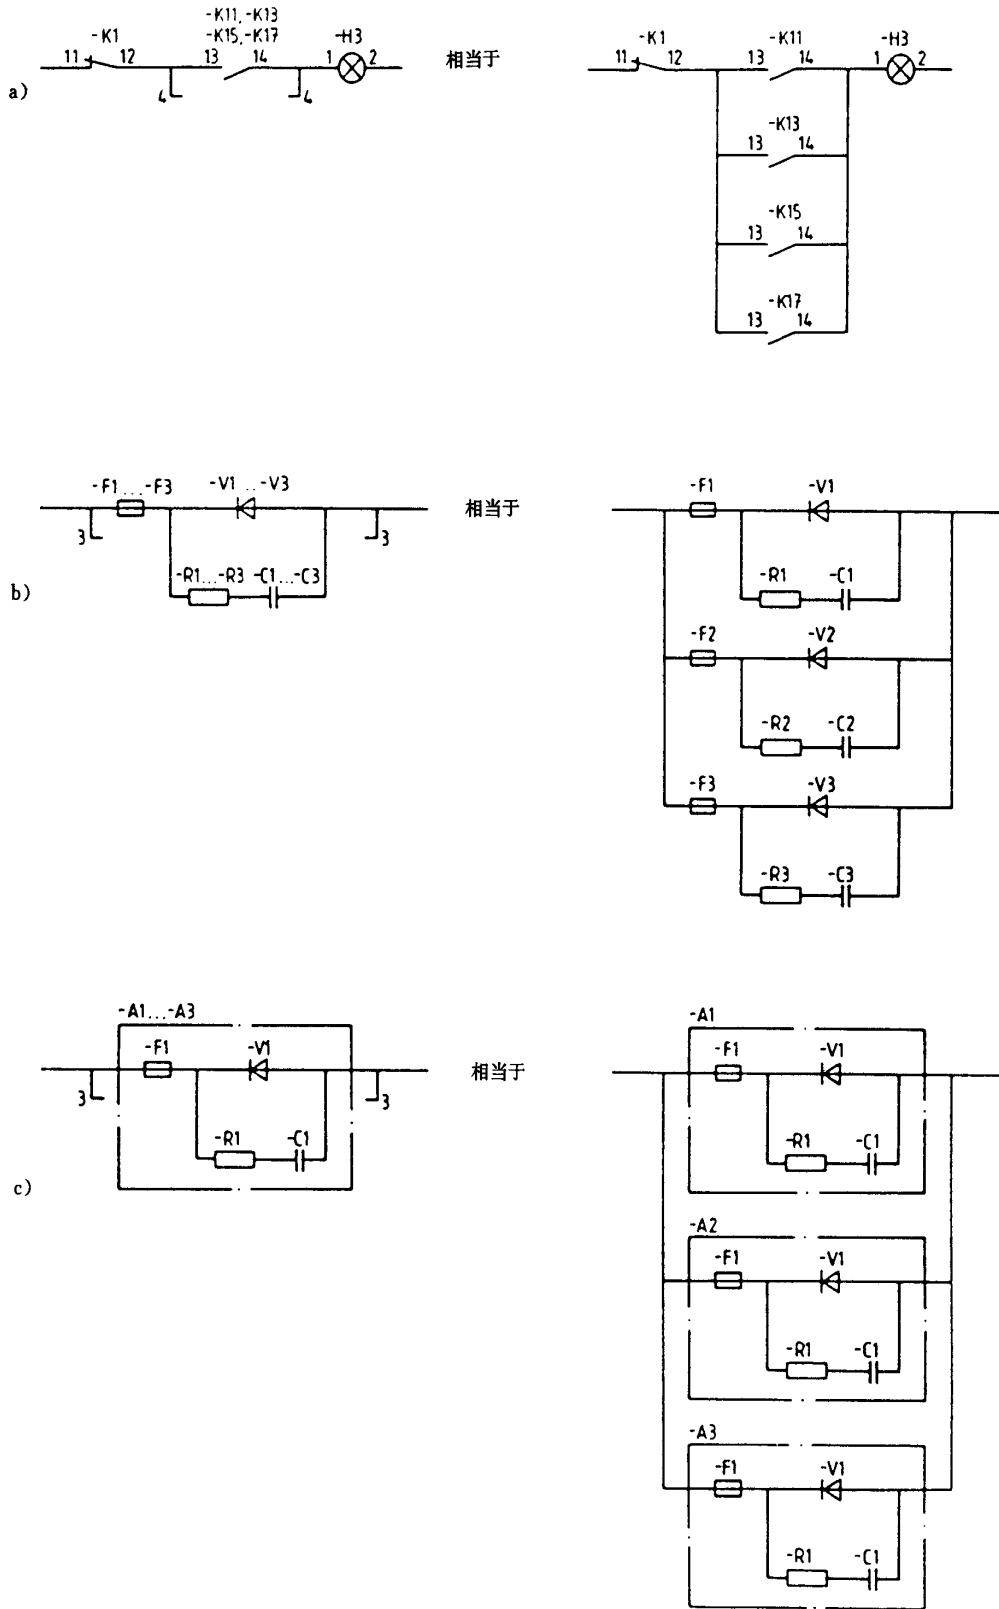 -K11,-K13
-K1 -K15,-K17 -H3
11 12 13 14 1 2
4 4
a)
相当于
-K1 -K11 -H3
11 12 13 14 1 2
-K13
13 14
-K15
13 14
-K17
13 14
-F1...-F3 -V1...-V3
3 3
-R1...-R3 -C1...-C3
b)
相当于
-F1 -V1
-R1 -C1
-F2 -V2
-R2 -C2
-F3 -V3
-R3 -C3
-A1...-A3
-F1 -V1
3 3
-R1 -C1
c)
相当于
-A1
-F1 -V1
-R1 -C1
-A2
-F1 -V1
-R1 -C1
-A3
-F1 -V1
-R1 -C1